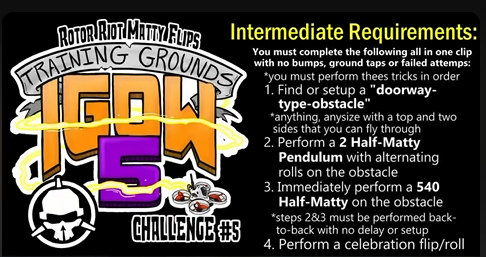 ROTOR RIOT MATTY FLIPS
TRAINING GROUNDS
IGOW
5
CHALLENGE #5
Intermediate Requirements:
You must complete the following all in one clip
with no bumps, ground taps or failed attemps:
*you must perform thees tricks in order
1. Find or setup a "doorway-
type-obstacle"
*anything, anysize with a top and two
sides that you can fly through
2. Perform a 2 Half-Matty
Pendulum with alternating
rolls on the obstacle
3. Immediately perform a 540
Half-Matty on the obstacle
*steps 2&3 must be performed back-
to-back with no delay or setup
4. Perform a celebration flip/roll